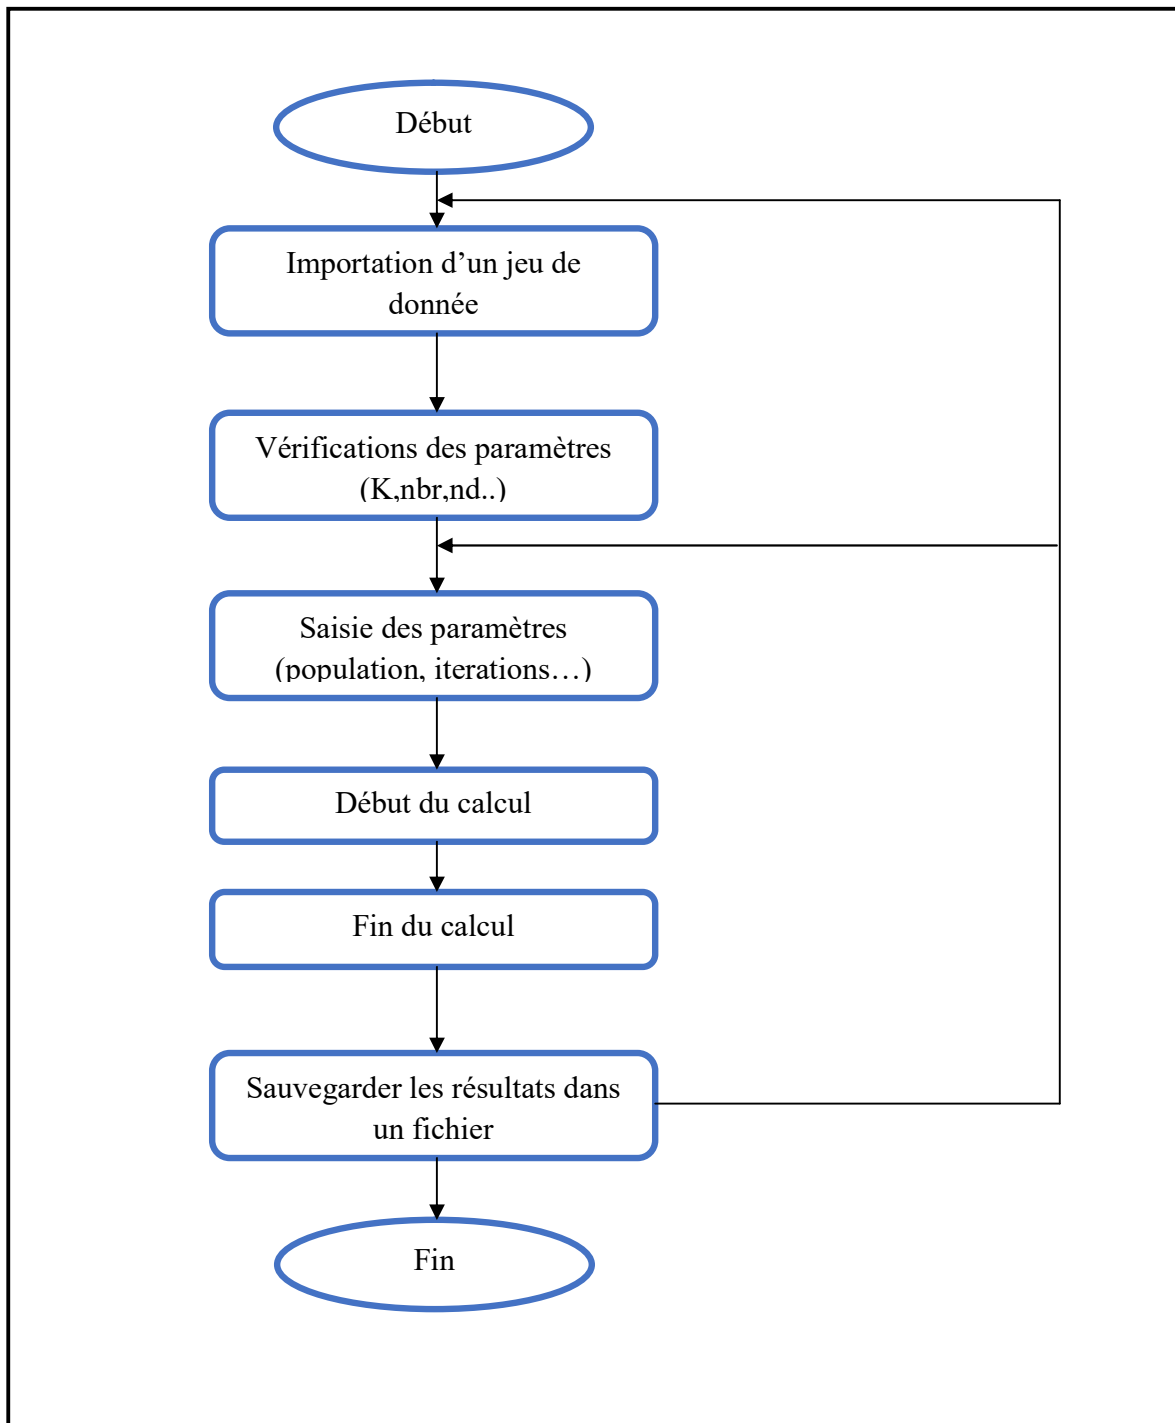 Début
Importation d’un jeu de
donnée
Vérifications des paramètres
(K,nbr,nd..)
Saisie des paramètres
(population, iterations…)
Début du calcul
Fin du calcul
Sauvegarder les résultats dans
un fichier
Fin